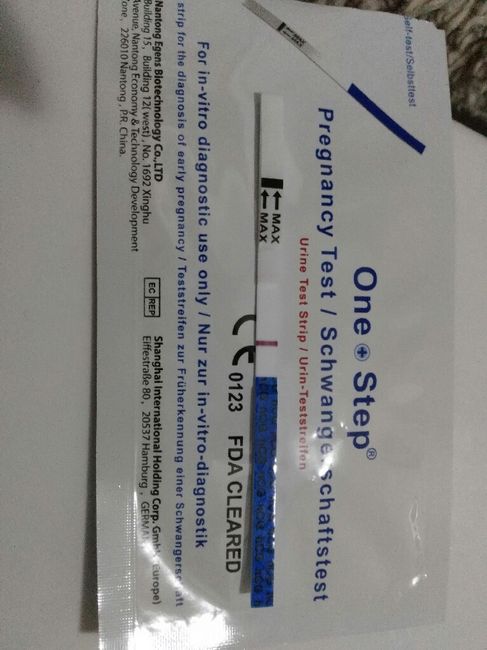 Self-test/Selbsttest
One Step®
Pregnancy Test / Schwangerschaftstest
Urine Test Strip / Urin-Teststreifen
MAX
MAX
CE 0123 FDA CLEARED
For in-vitro diagnostic use only / Nur zur in-vitro-diagnostik
strip for the diagnosis of early pregnancy / Teststreifen zur Früherkennung einer Schwangerschaft
Nantong Egens Biotechnology Co.,LTD
Building 15, Building 12(west), No. 1692 Xinghu
Avenue, Nantong Economy & Technology Development
Zone, 226010 Nantong, P.R. China.
EC REP
Shanghai International Holding Corp. GmbH (Europe)
Eiffestraße 80, 20537 Hamburg, GERMANY